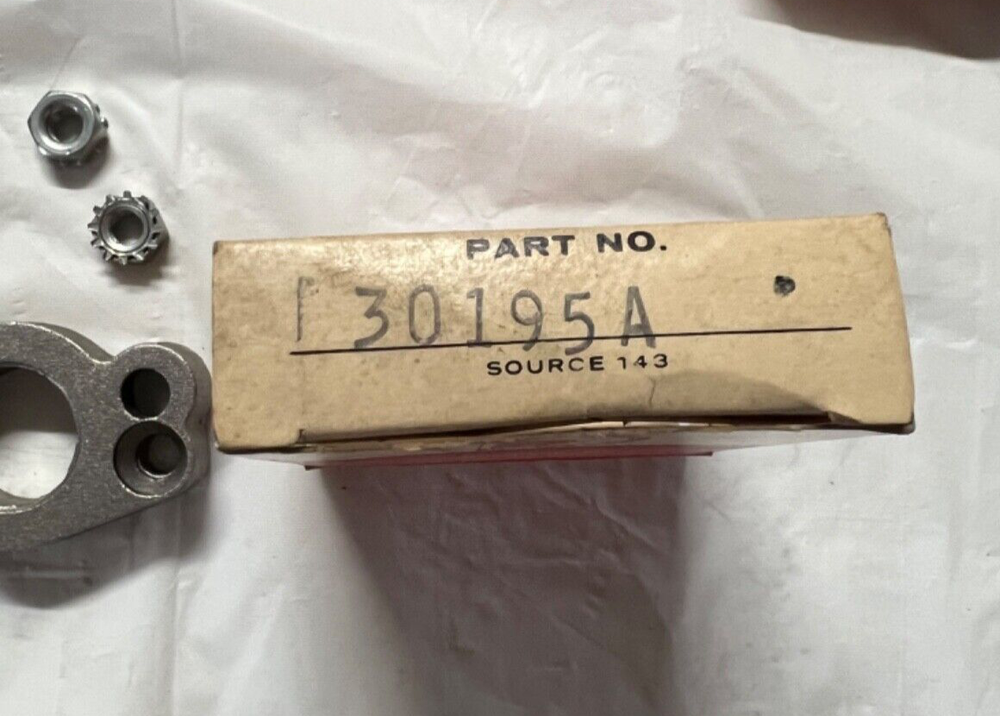 PART NO.
30195A
SOURCE 143